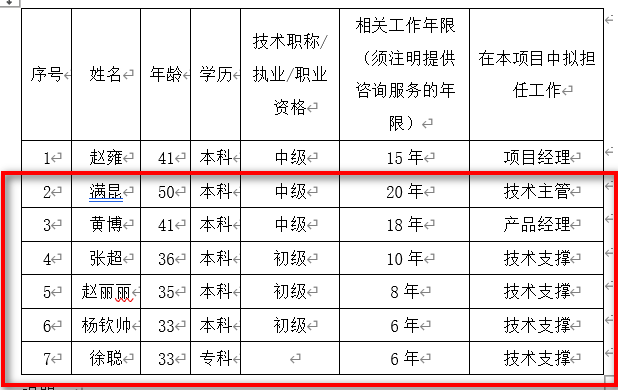 序号 姓名 年龄 学历 技术职称/执业/职业资格 相关工作年限（须注明提供咨询服务的年限） 在本项目中拟担任工作
1 赵雍 41 本科 中级 15 年 项目经理
2 满昆 50 本科 中级 20 年 技术主管
3 黄博 41 本科 中级 18 年 产品经理
4 张超 36 本科 初级 10 年 技术支撑
5 赵丽丽 35 本科 初级 8 年 技术支撑
6 杨钦帅 33 本科 初级 6 年 技术支撑
7 徐聪 33 专科 6 年 技术支撑